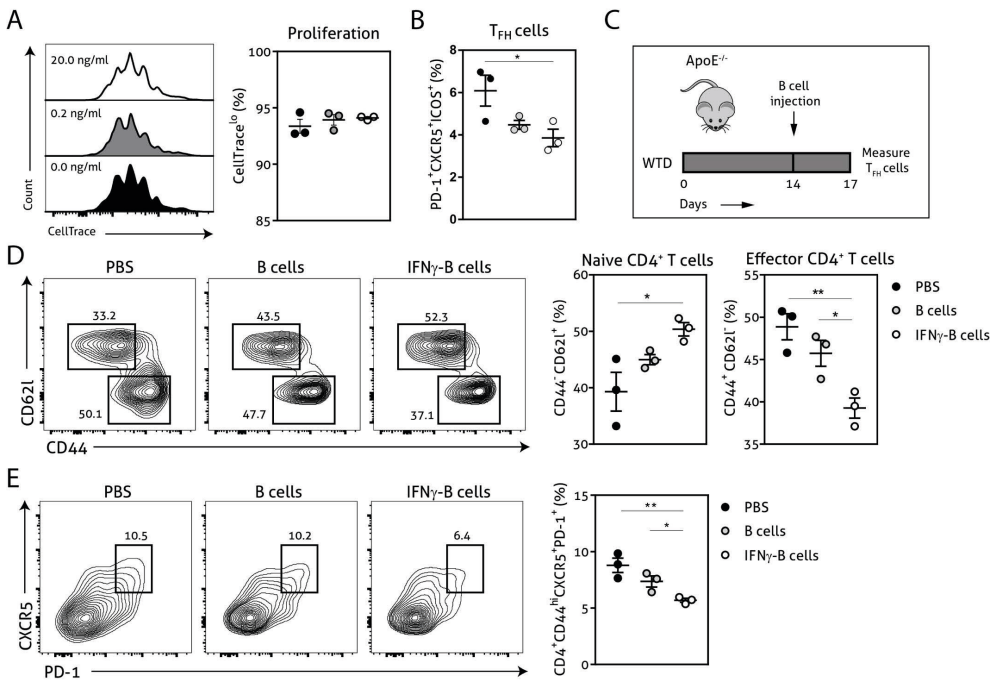 A
20.0 ng/ml
0.2 ng/ml
0.0 ng/ml
Count
CellTrace
Proliferation
CellTraceˡᵒ (%)
100
95
90
85
B
T_FH cells
*
PD-1⁺CXCR5⁺ICOS⁺ (%)
8
6
4
2
0
C
ApoE⁻/⁻
B cell
injection
WTD
Measure
T_FH cells
0 14 17
Days
D
PBS B cells IFNγ-B cells
33.2 43.5 52.3
50.1 47.7 37.1
CD62l
CD44
Naive CD4⁺ T cells
*
CD44⁻CD62l⁺ (%)
60
50
40
30
Effector CD4⁺ T cells
**
*
CD44⁺CD62l⁻ (%)
55
50
45
40
35
PBS
B cells
IFNγ-B cells
E
PBS B cells IFNγ-B cells
10.5 10.2 6.4
CXCR5
PD-1
CD4⁺CD44ʰⁱCXCR5⁺PD-1⁺ (%)
**
*
15
10
5
0
PBS
B cells
IFNγ-B cells